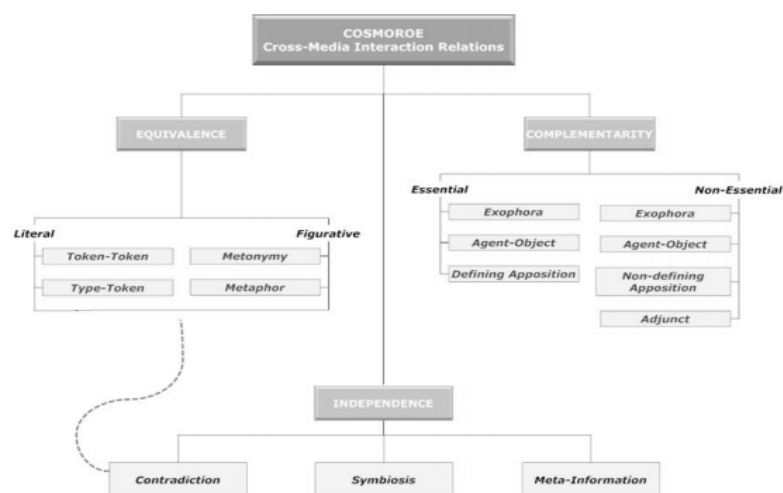 COSMOROE
Cross-Media Interaction Relations
EQUIVALENCE
COMPLEMENTARITY
Literal
Figurative
Token-Token
Metonymy
Type-Token
Metaphor
Essential
Non-Essential
Exophora
Exophora
Agent-Object
Agent-Object
Defining Apposition
Non-defining
Apposition
Adjunct
INDEPENDENCE
Contradiction
Symbiosis
Meta-Information